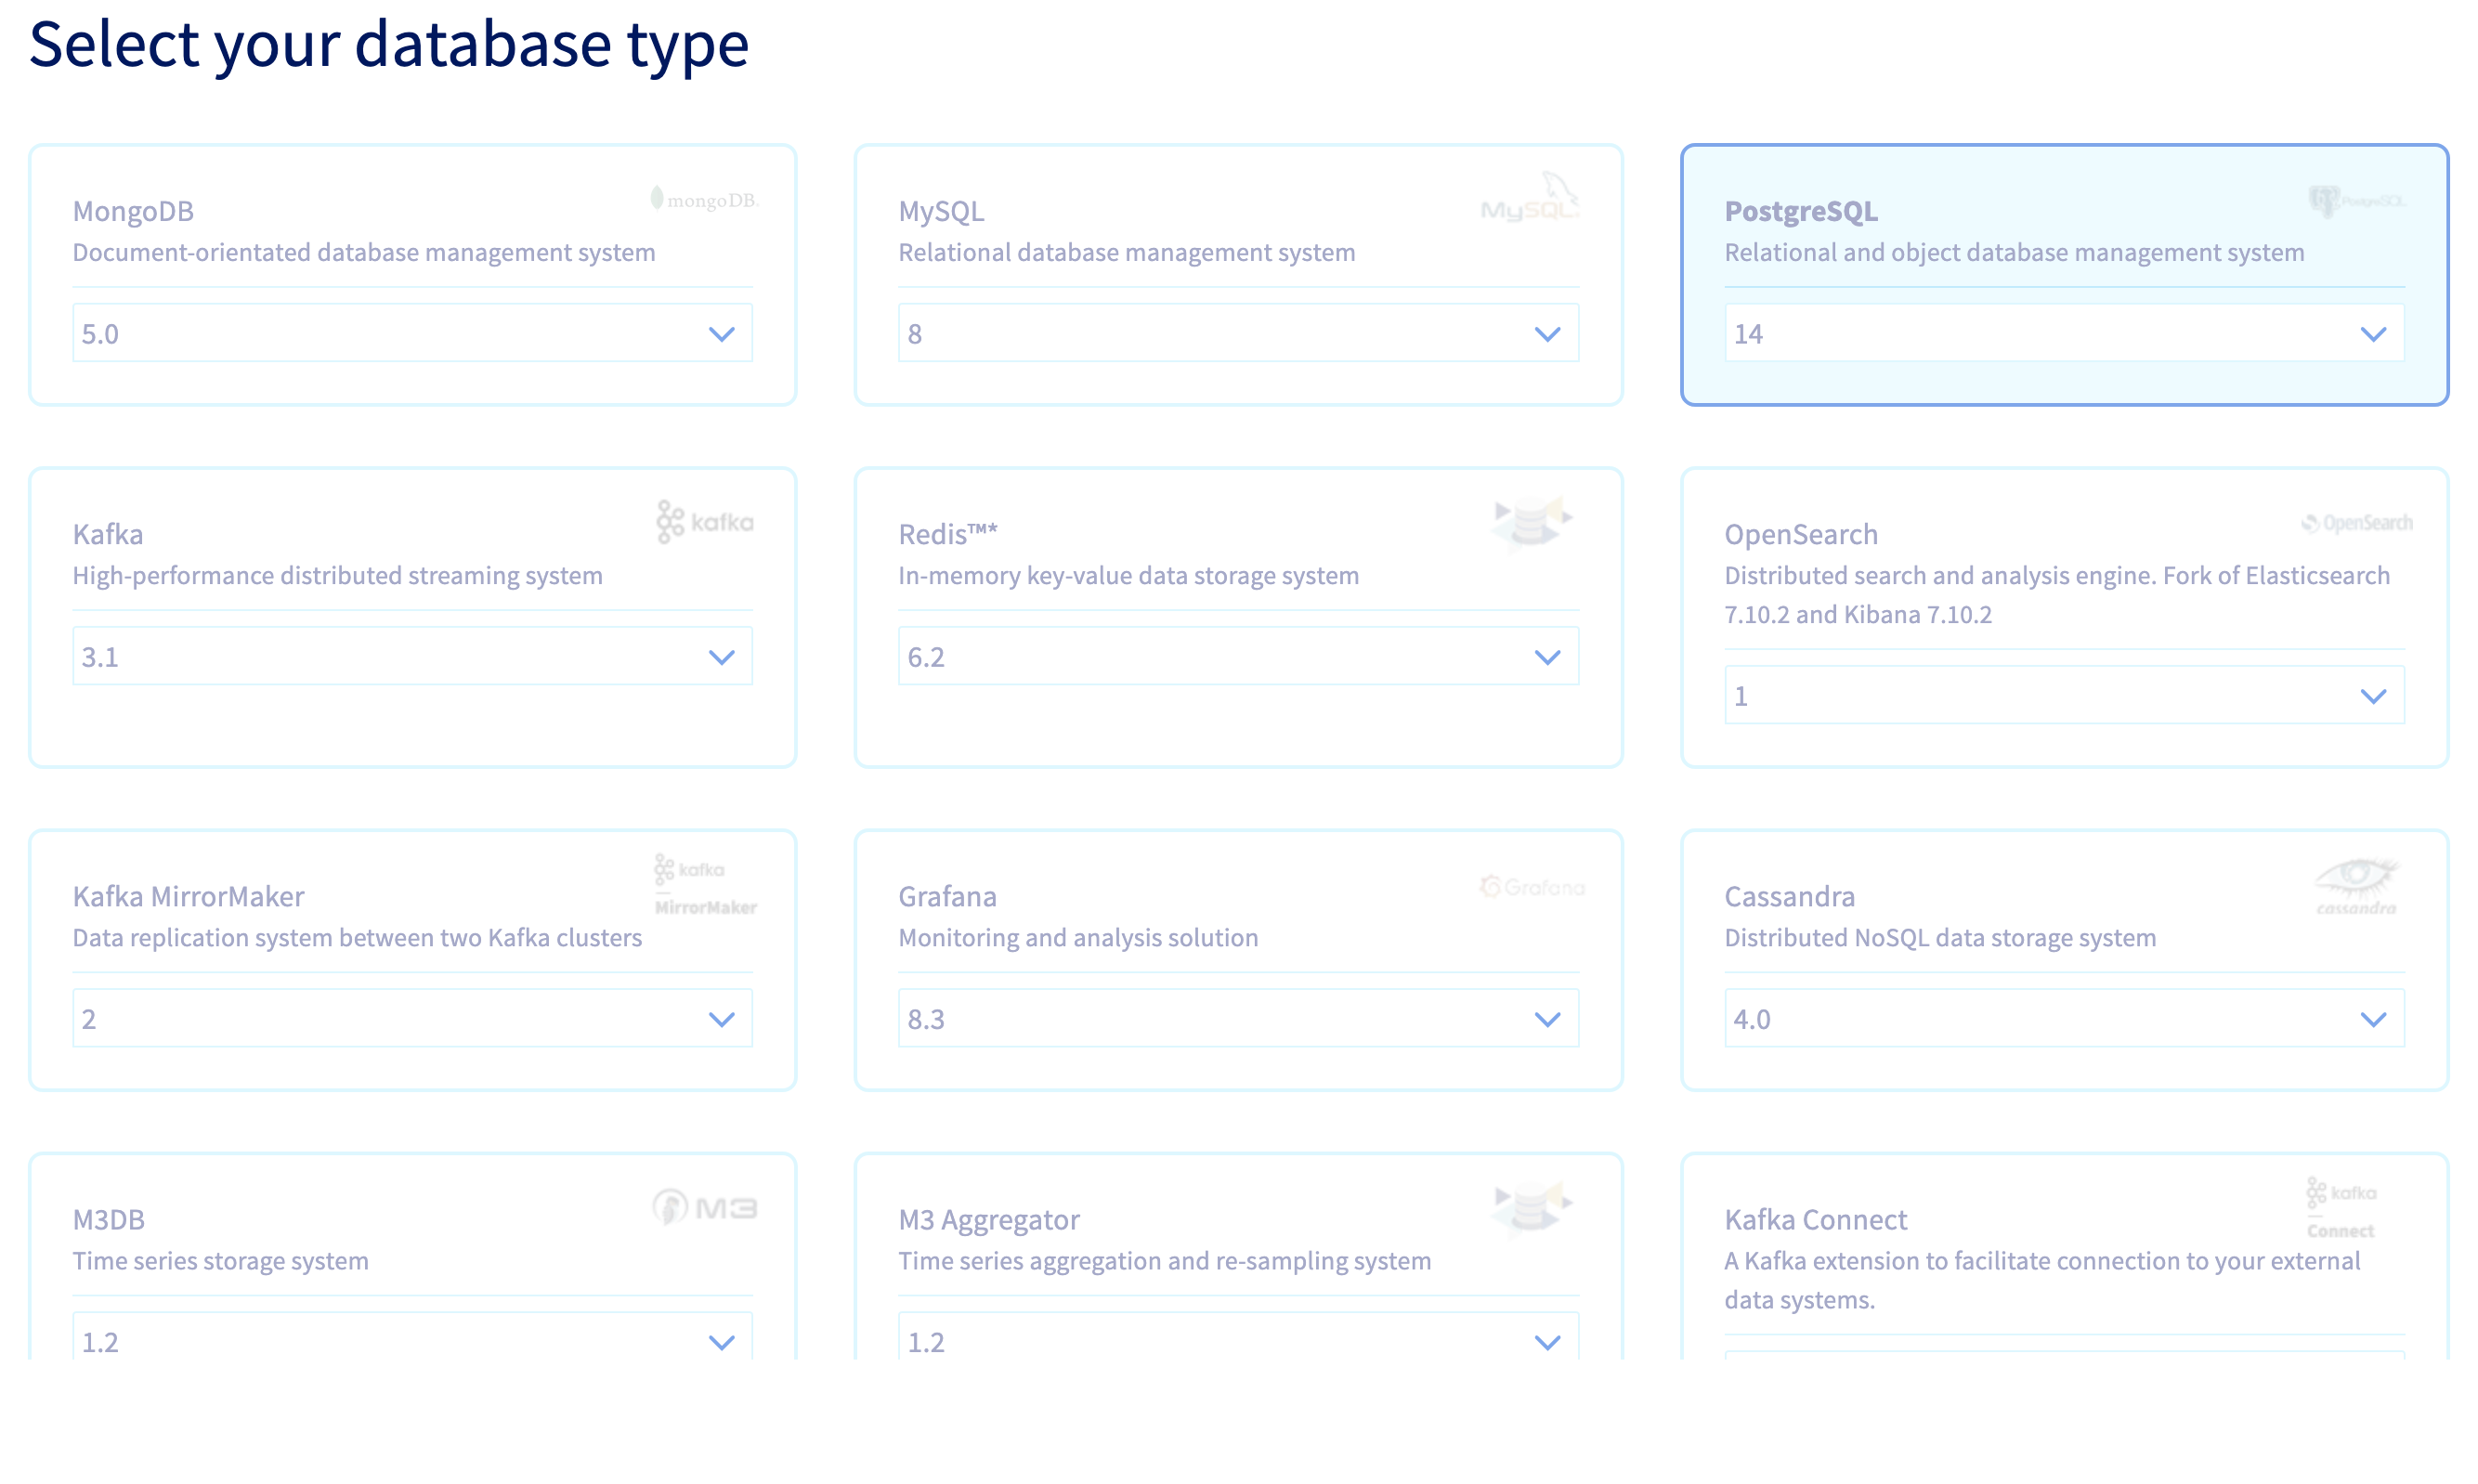 Select your database type
MongoDB
mongoDB.
Document-orientated database management system
5.0
MySQL
MySQL
Relational database management system
8
PostgreSQL
PostgreSQL
Relational and object database management system
14
Kafka
kafka
High-performance distributed streaming system
3.1
Redis™*
In-memory key-value data storage system
6.2
OpenSearch
OpenSearch
Distributed search and analysis engine. Fork of Elasticsearch
7.10.2 and Kibana 7.10.2
1
Kafka MirrorMaker
kafka
MirrorMaker
Data replication system between two Kafka clusters
2
Grafana
Grafana
Monitoring and analysis solution
8.3
Cassandra
cassandra
Distributed NoSQL data storage system
4.0
M3DB
M3
Time series storage system
1.2
M3 Aggregator
Time series aggregation and re-sampling system
1.2
Kafka Connect
kafka
Connect
A Kafka extension to facilitate connection to your external
data systems.